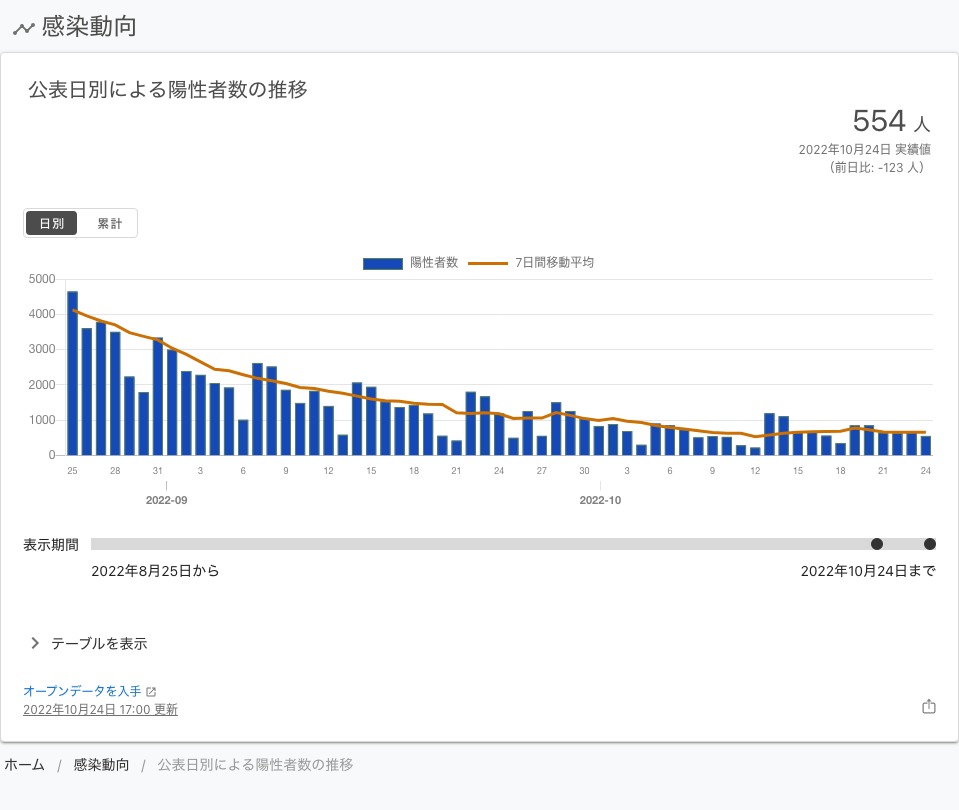 感染動向
公表日別による陽性者数の推移
554 人
2022年10月24日 実績値
（前日比: -123 人）
日別 累計
陽性者数 7日間移動平均
5000
4000
3000
2000
1000
0
25 28 31 3 6 9 12 15 18 21 24 27 30 3 6 9 12 15 18 21 24
2022-09 2022-10
表示期間
2022年8月25日から 2022年10月24日まで
テーブルを表示
オープンデータを入手
2022年10月24日 17:00 更新
ホーム / 感染動向 / 公表日別による陽性者数の推移